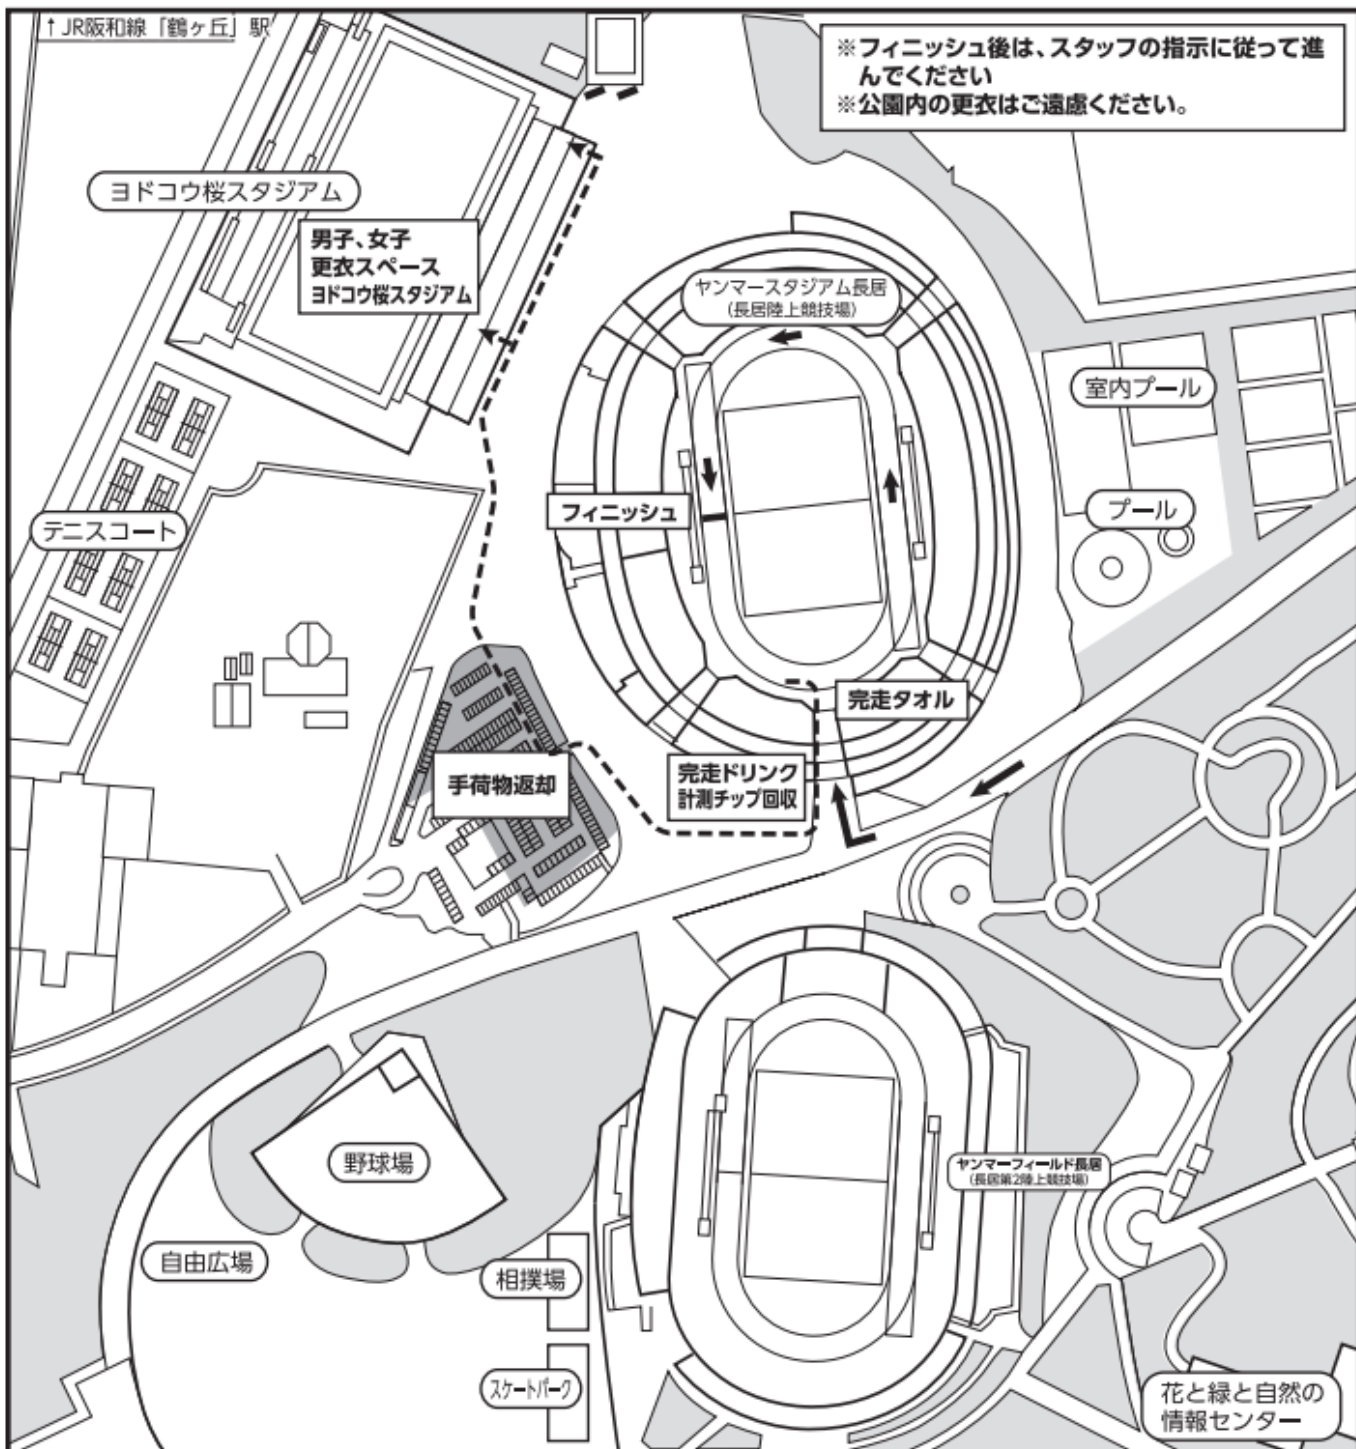 ↑JR阪和線「鶴ヶ丘」駅
※フィニッシュ後は、スタッフの指示に従って進
んでください
※公園内の更衣はご遠慮ください。
ヨドコウ桜スタジアム
男子、女子
更衣スペース
ヨドコウ桜スタジアム
ヤンマースタジアム長居
(長居陸上競技場)
室内プール
プール
テニスコート
フィニッシュ
完走タオル
手荷物返却
完走ドリンク
計測チップ回収
野球場
ヤンマーフィールド長居
(長居第2陸上競技場)
自由広場
相撲場
スケートパーク
花と緑と自然の
情報センター